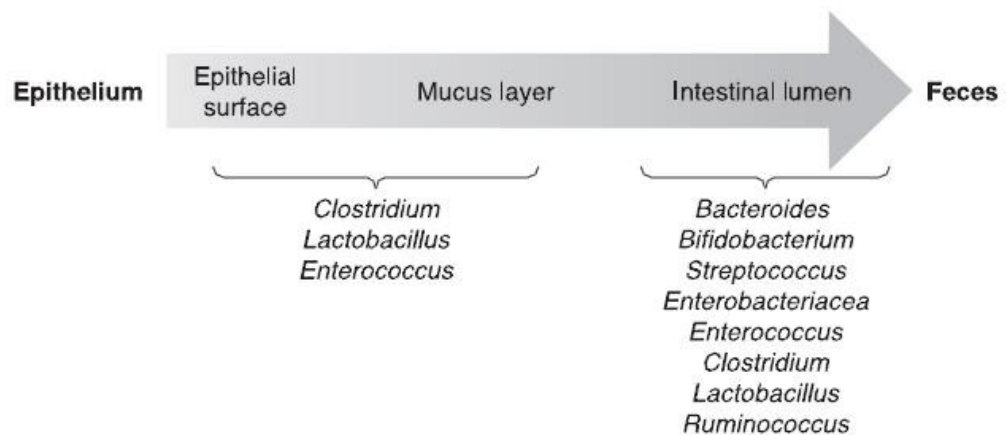 Epithelium
Epithelial
surface
Mucus layer
Intestinal lumen
Feces
Clostridium
Lactobacillus
Enterococcus
Bacteroides
Bifidobacterium
Streptococcus
Enterobacteriacea
Enterococcus
Clostridium
Lactobacillus
Ruminococcus